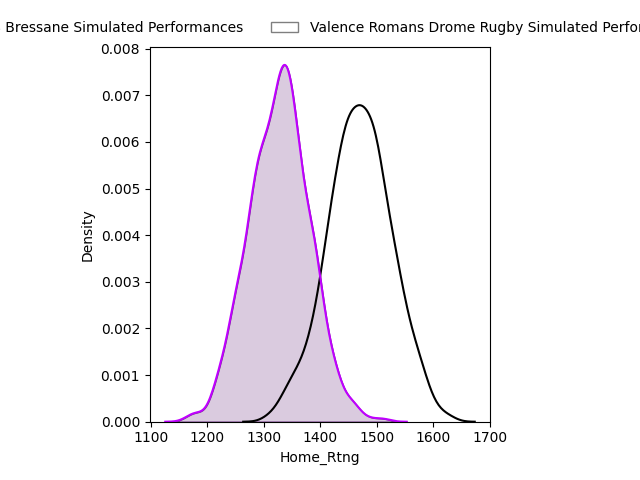 Bressane Simulated Performances
Valence Romans Drome Rugby Simulated
0.008
0.007
0.006
0.005
0.004
0.003
0.002
0.001
0.000
Density
1100 1200 1300 1400 1500 1600 1700
Home_Rtng